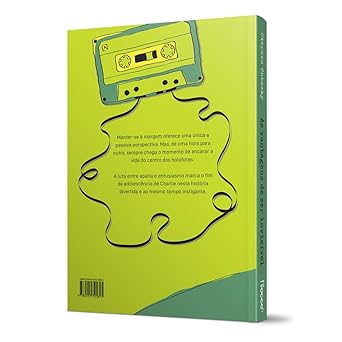 Manter-se à margem oferece uma única e
passiva perspectiva. Mas, de uma hora para
outra, sempre chega o momento de encarar a
vida do centro dos holofotes.
A luta entre apatia e entusiasmo marca o fim
da adolescência de Charlie nesta história
divertida e ao mesmo tempo instigante.
Stephen Chbosky
As vantagens de ser invisível
Rocco